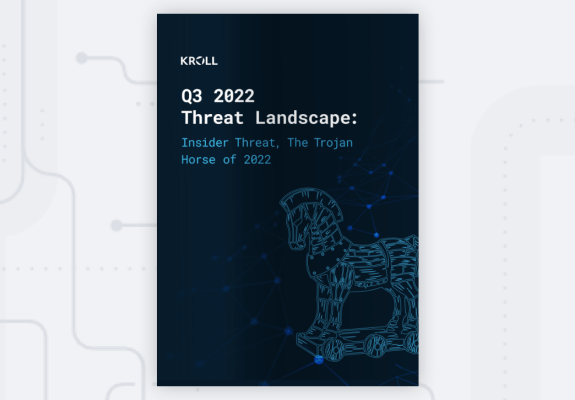 KROLL
Q3 2022
Threat Landscape:
Insider Threat, The Trojan
Horse of 2022